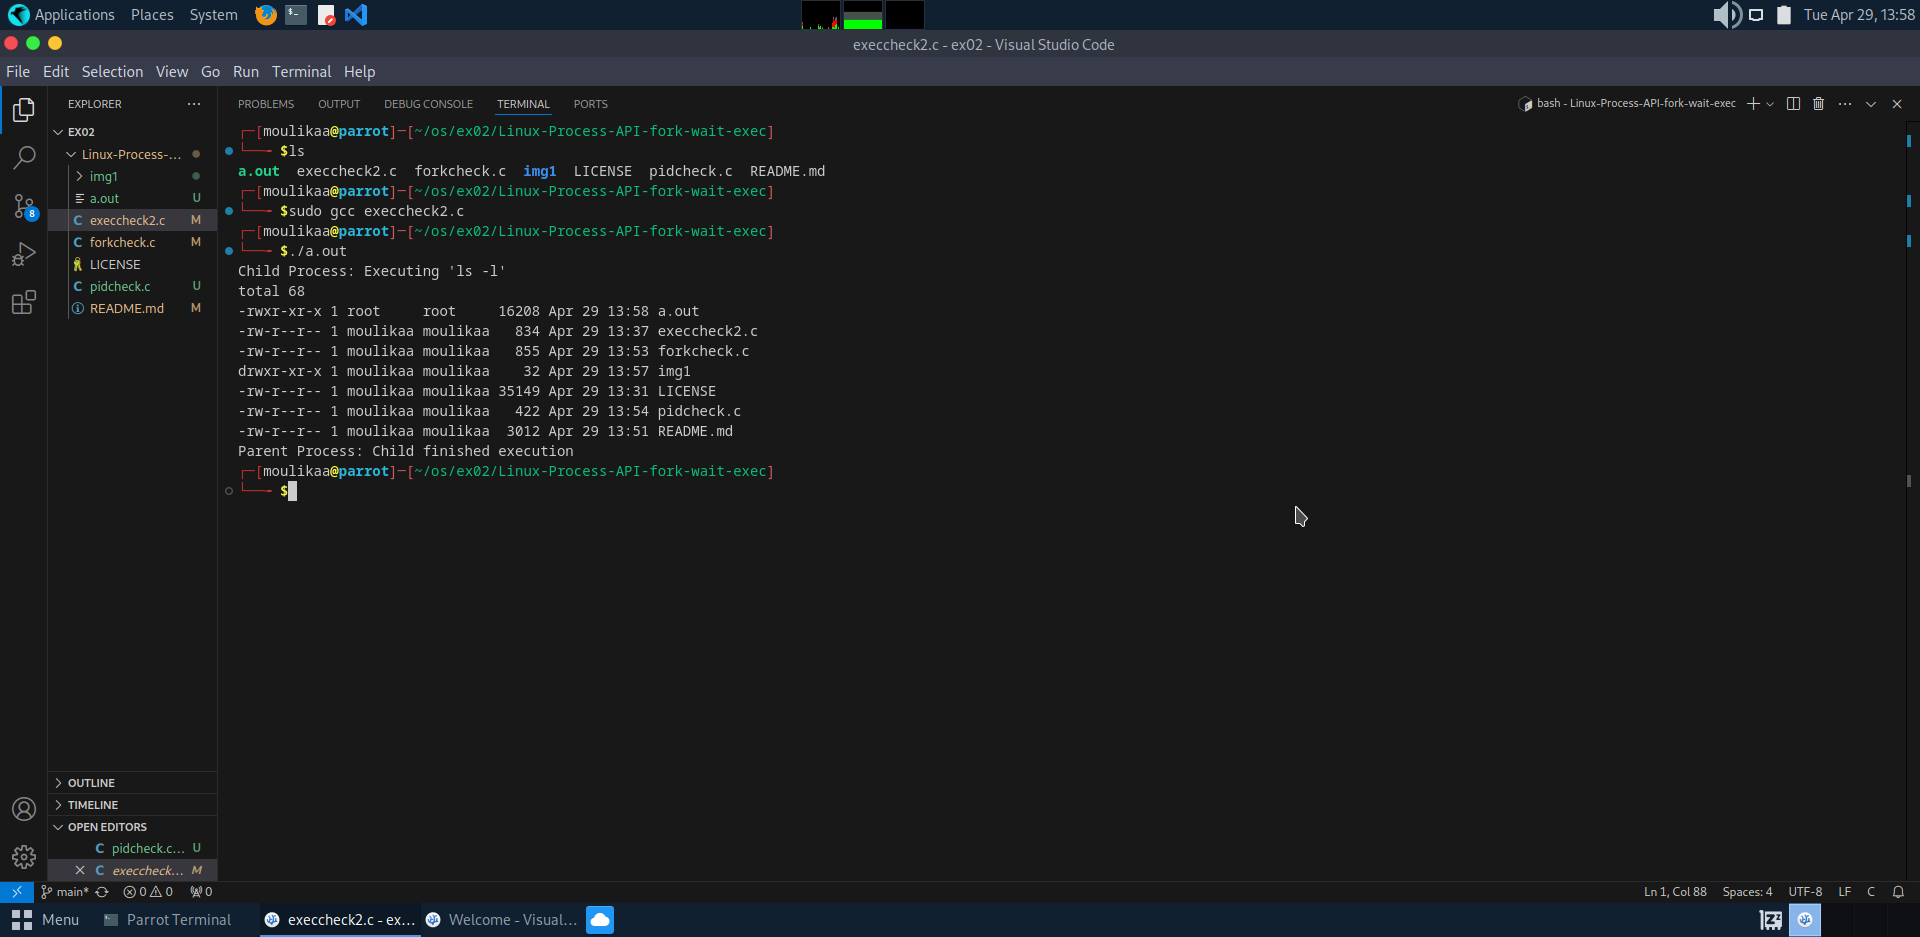 Applications Places System Tue Apr 29, 13:58
execcheck2.c - ex02 - Visual Studio Code
File Edit Selection View Go Run Terminal Help
EXPLORER ···
EX02
Linux-Process-...
img1
a.out U
execcheck2.c M
forkcheck.c M
LICENSE
pidcheck.c U
README.md M
8
OUTLINE
TIMELINE
OPEN EDITORS
pidcheck.c... U
execcheck... M
PROBLEMS OUTPUT DEBUG CONSOLE TERMINAL PORTS
bash - Linux-Process-API-fork-wait-exec
┌─[moulikaa@parrot]─[~/os/ex02/Linux-Process-API-fork-wait-exec]
└──╼ $ls
a.out execcheck2.c forkcheck.c img1 LICENSE pidcheck.c README.md
┌─[moulikaa@parrot]─[~/os/ex02/Linux-Process-API-fork-wait-exec]
└──╼ $sudo gcc execcheck2.c
┌─[moulikaa@parrot]─[~/os/ex02/Linux-Process-API-fork-wait-exec]
└──╼ $./a.out
Child Process: Executing 'ls -l'
total 68
-rwxr-xr-x 1 root     root     16208 Apr 29 13:58 a.out
-rw-r--r-- 1 moulikaa moulikaa   834 Apr 29 13:37 execcheck2.c
-rw-r--r-- 1 moulikaa moulikaa   855 Apr 29 13:53 forkcheck.c
drwxr-xr-x 1 moulikaa moulikaa    32 Apr 29 13:57 img1
-rw-r--r-- 1 moulikaa moulikaa 35149 Apr 29 13:31 LICENSE
-rw-r--r-- 1 moulikaa moulikaa   422 Apr 29 13:54 pidcheck.c
-rw-r--r-- 1 moulikaa moulikaa  3012 Apr 29 13:51 README.md
Parent Process: Child finished execution
┌─[moulikaa@parrot]─[~/os/ex02/Linux-Process-API-fork-wait-exec]
└──╼ $
main* 0 0 0 Ln 1, Col 88 Spaces: 4 UTF-8 LF C
Menu Parrot Terminal execcheck2.c - ex... Welcome - Visual...